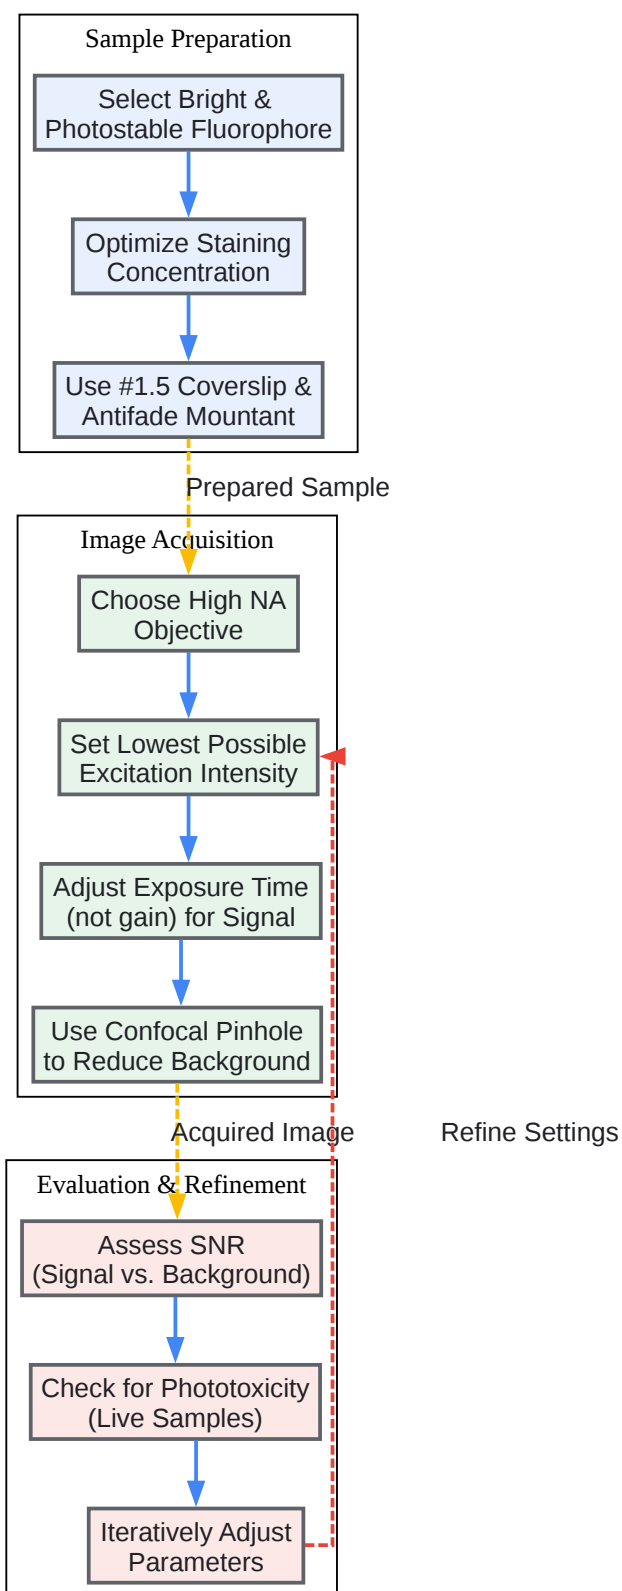 Sample Preparation
Select Bright &
Photostable Fluorophore
Optimize Staining
Concentration
Use #1.5 Coverslip &
Antifade Mountant
Prepared Sample
Image Acquisition
Choose High NA
Objective
Set Lowest Possible
Excitation Intensity
Adjust Exposure Time
(not gain) for Signal
Use Confocal Pinhole
to Reduce Background
Acquired Image
Refine Settings
Evaluation & Refinement
Assess SNR
(Signal vs. Background)
Check for Phototoxicity
(Live Samples)
Iteratively Adjust
Parameters